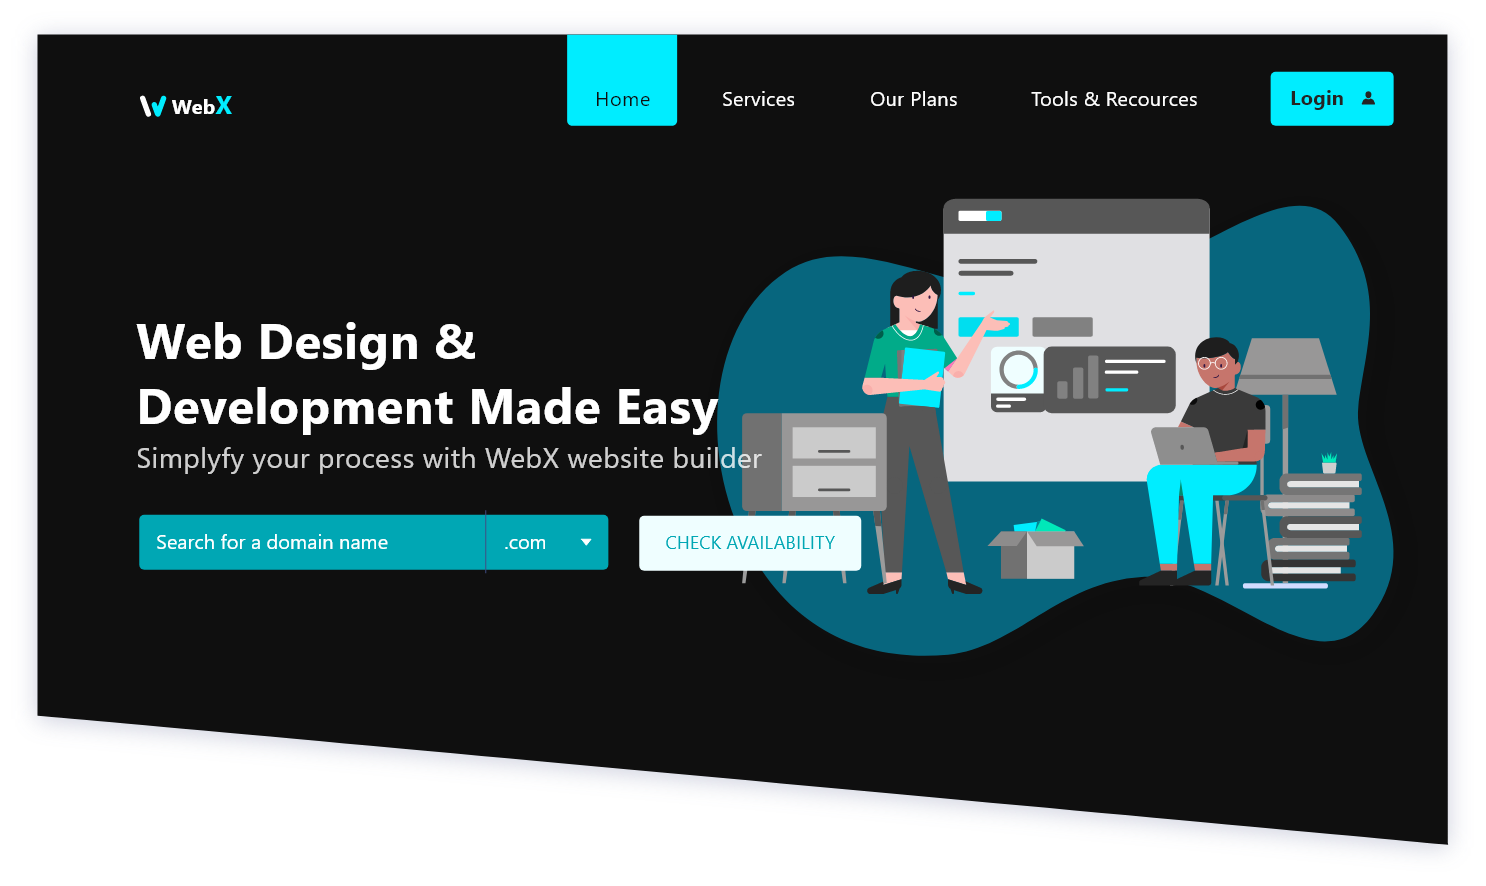 WebX
Home
Services
Our Plans
Tools & Recources
Login
Web Design &
Development Made Easy
Simplyfy your process with WebX website builder
Search for a domain name
.com
CHECK AVAILABILITY